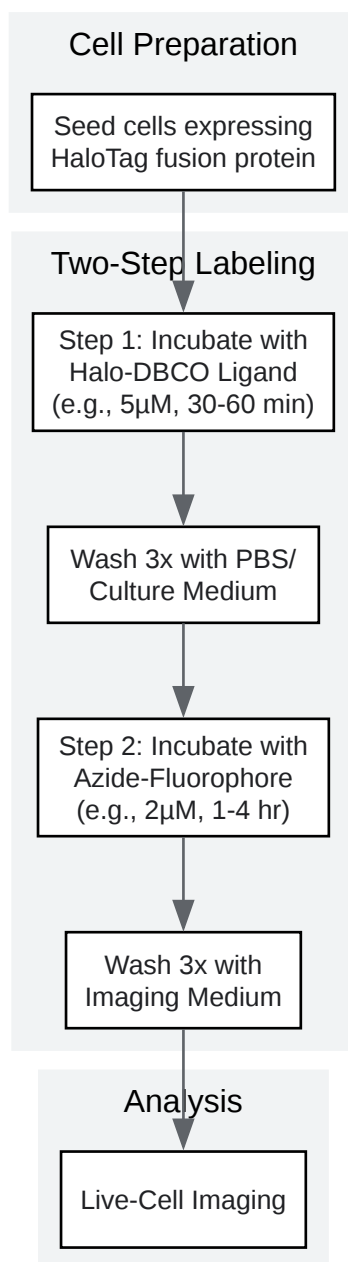 Cell Preparation
Seed cells expressing
HaloTag fusion protein
Two-Step Labeling
Step 1: Incubate with
Halo-DBCO Ligand
(e.g., 5µM, 30-60 min)
Wash 3x with PBS/
Culture Medium
Step 2: Incubate with
Azide-Fluorophore
(e.g., 2µM, 1-4 hr)
Wash 3x with
Imaging Medium
Analysis
Live-Cell Imaging